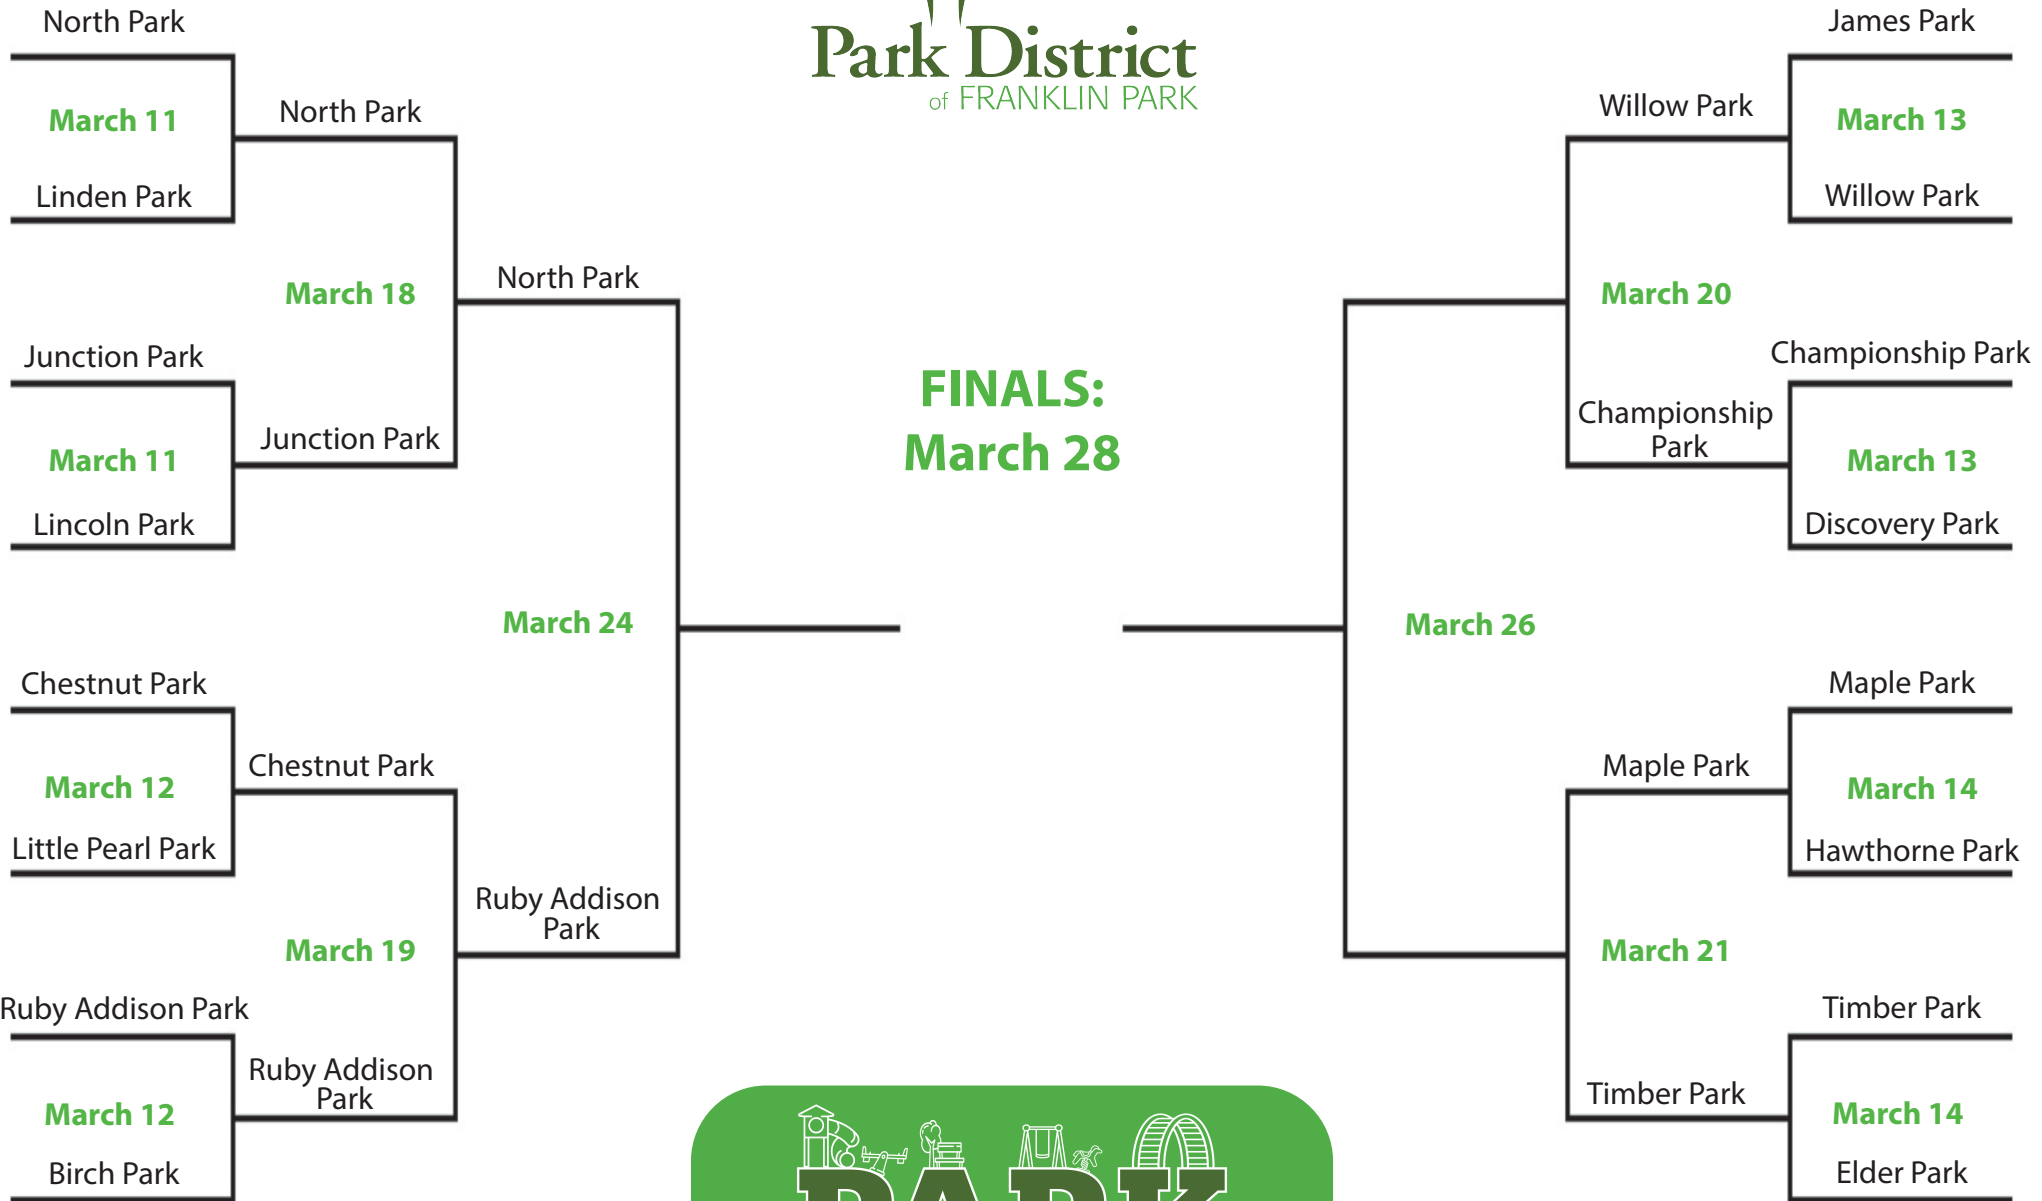 Park District
of FRANKLIN PARK
North Park
March 11
Linden Park
North Park
March 18
Junction Park
March 11
Lincoln Park
Junction Park
North Park
March 24
Chestnut Park
March 12
Little Pearl Park
Chestnut Park
March 19
Ruby Addison Park
March 12
Birch Park
Ruby Addison
Park
Ruby Addison
Park
FINALS:
March 28
James Park
March 13
Willow Park
Willow Park
March 20
Championship Park
March 13
Discovery Park
Championship
Park
March 26
Maple Park
March 14
Hawthorne Park
Maple Park
March 21
Timber Park
March 14
Elder Park
Timber Park
PARK